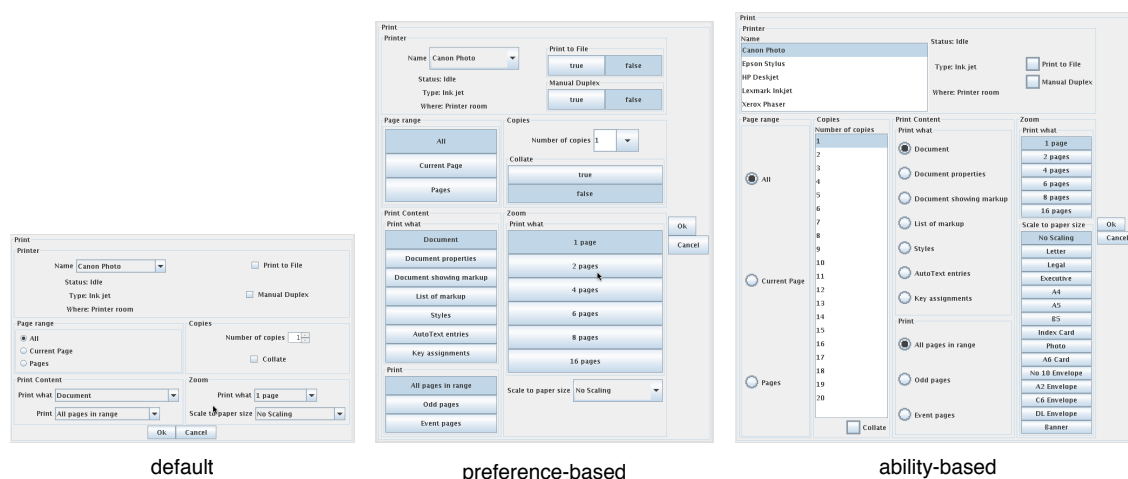 Print
Printer
Name Canon Photo
Print to File
Status: Idle
Type: Ink jet
Manual Duplex
Where: Printer room
Page range
All
Current Page
Pages
Copies
Number of copies 1
Collate
Print Content
Print what Document
Print All pages in range
Zoom
Print what 1 page
Scale to paper size No Scaling
Ok Cancel
default
Print
Printer
Name Canon Photo
Status: Idle
Type: Ink jet
Where: Printer room
Print to File
true false
Manual Duplex
true false
Page range
All
Current Page
Pages
Copies
Number of copies 1
Collate
true
false
Print Content
Print what
Document
Document properties
Document showing markup
List of markup
Styles
AutoText entries
Key assignments
Print
All pages in range
Odd pages
Event pages
Zoom
Print what
1 page
2 pages
4 pages
6 pages
8 pages
16 pages
Scale to paper size No Scaling
Ok
Cancel
preference-based
Print
Printer
Name
Canon Photo
Epson Stylus
HP Deskjet
Lexmark Inkjet
Xerox Phaser
Status: Idle
Type: Ink jet
Where: Printer room
Print to File
Manual Duplex
Page range
All
Current Page
Pages
Copies
Number of copies
1
2
3
4
5
6
7
8
9
10
11
12
13
14
15
16
17
18
19
20
Collate
Print Content
Print what
Document
Document properties
Document showing markup
List of markup
Styles
AutoText entries
Key assignments
Print
All pages in range
Odd pages
Event pages
Zoom
Print what
1 page
2 pages
4 pages
6 pages
8 pages
16 pages
Scale to paper size
No Scaling
Letter
Legal
Executive
A4
A5
B5
Index Card
Photo
A6 Card
No 10 Envelope
A2 Envelope
C6 Envelope
DL Envelope
Banner
Ok
Cancel
ability-based